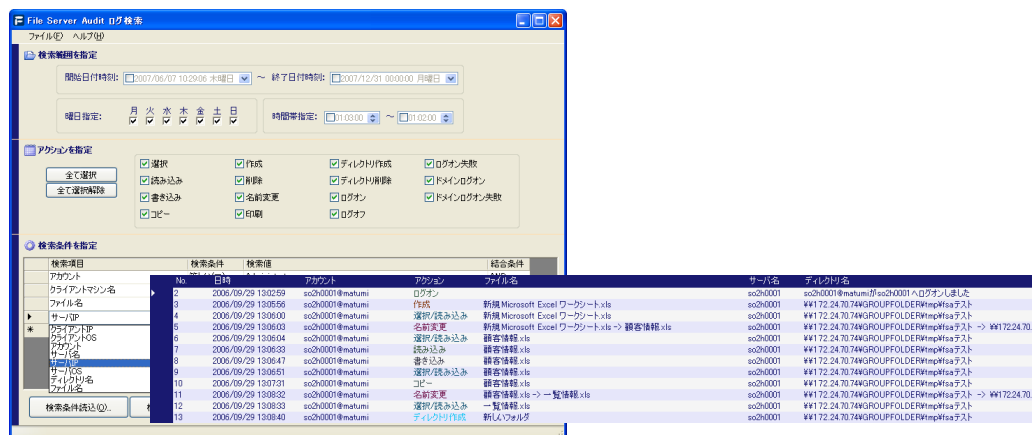 File Server Audit ログ検索
ファイル(F) ヘルプ(H)
検索範囲を指定
開始日付時刻: 2007/06/07 10:29:06 木曜日 ～ 終了日付時刻: 2007/12/31 00:00:00 月曜日
曜日指定: 月 火 水 木 金 土 日 時間帯指定: 01:03:00 ～ 01:02:00
アクションを指定
全て選択
全て選択解除
選択 作成 ディレクトリ作成 ログオン失敗
読み込み 削除 ディレクトリ削除 ドメインログオン
書き込み 名前変更 ログオン ドメインログオン失敗
コピー 印刷 ログオフ
検索条件を指定
検索項目 検索条件 検索値 結合条件
アカウント
クライアントマシン名
ファイル名
サーバIP
クライアントIP
クライアントOS
アカウント
サーバ名
サーバIP
サーバOS
ディレクトリ名
ファイル名
検索条件読込(O)...
No. 日時 アカウント アクション ファイル名 サーバ名 ディレクトリ名
2 2006/09/29 13:02:59 so2h0001@matumi ログオン so2h0001 so2h0001@matumiがso2h0001へログオンしました
3 2006/09/29 13:05:56 so2h0001@matumi 作成 新規 Microsoft Excel ワークシート.xls so2h0001 ¥¥172.24.70.74¥GROUPFOLDER¥tmp¥fsaテスト
4 2006/09/29 13:06:00 so2h0001@matumi 選択/読み込み 新規 Microsoft Excel ワークシート.xls so2h0001 ¥¥172.24.70.74¥GROUPFOLDER¥tmp¥fsaテスト
5 2006/09/29 13:06:03 so2h0001@matumi 名前変更 新規 Microsoft Excel ワークシート.xls -> 顧客情報.xls so2h0001 ¥¥172.24.70.74¥GROUPFOLDER¥tmp¥fsaテスト -> ¥¥172.24.70
6 2006/09/29 13:06:04 so2h0001@matumi 選択/読み込み 顧客情報.xls so2h0001 ¥¥172.24.70.74¥GROUPFOLDER¥tmp¥fsaテスト
7 2006/09/29 13:06:33 so2h0001@matumi 読み込み 顧客情報.xls so2h0001 ¥¥172.24.70.74¥GROUPFOLDER¥tmp¥fsaテスト
8 2006/09/29 13:06:47 so2h0001@matumi 書き込み 顧客情報.xls so2h0001 ¥¥172.24.70.74¥GROUPFOLDER¥tmp¥fsaテスト
9 2006/09/29 13:06:51 so2h0001@matumi 選択/読み込み 顧客情報.xls so2h0001 ¥¥172.24.70.74¥GROUPFOLDER¥tmp¥fsaテスト
10 2006/09/29 13:07:31 so2h0001@matumi コピー 顧客情報.xls so2h0001 ¥¥172.24.70.74¥GROUPFOLDER¥tmp¥fsaテスト
11 2006/09/29 13:08:32 so2h0001@matumi 名前変更 顧客情報.xls -> 一覧情報.xls so2h0001 ¥¥172.24.70.74¥GROUPFOLDER¥tmp¥fsaテスト -> ¥¥172.24.70.
12 2006/09/29 13:08:33 so2h0001@matumi 選択/読み込み 一覧情報.xls so2h0001 ¥¥172.24.70.74¥GROUPFOLDER¥tmp¥fsaテスト
13 2006/09/29 13:08:40 so2h0001@matumi ディレクトリ作成 新しいフォルダ so2h0001 ¥¥172.24.70.74¥GROUPFOLDER¥tmp¥fsaテスト